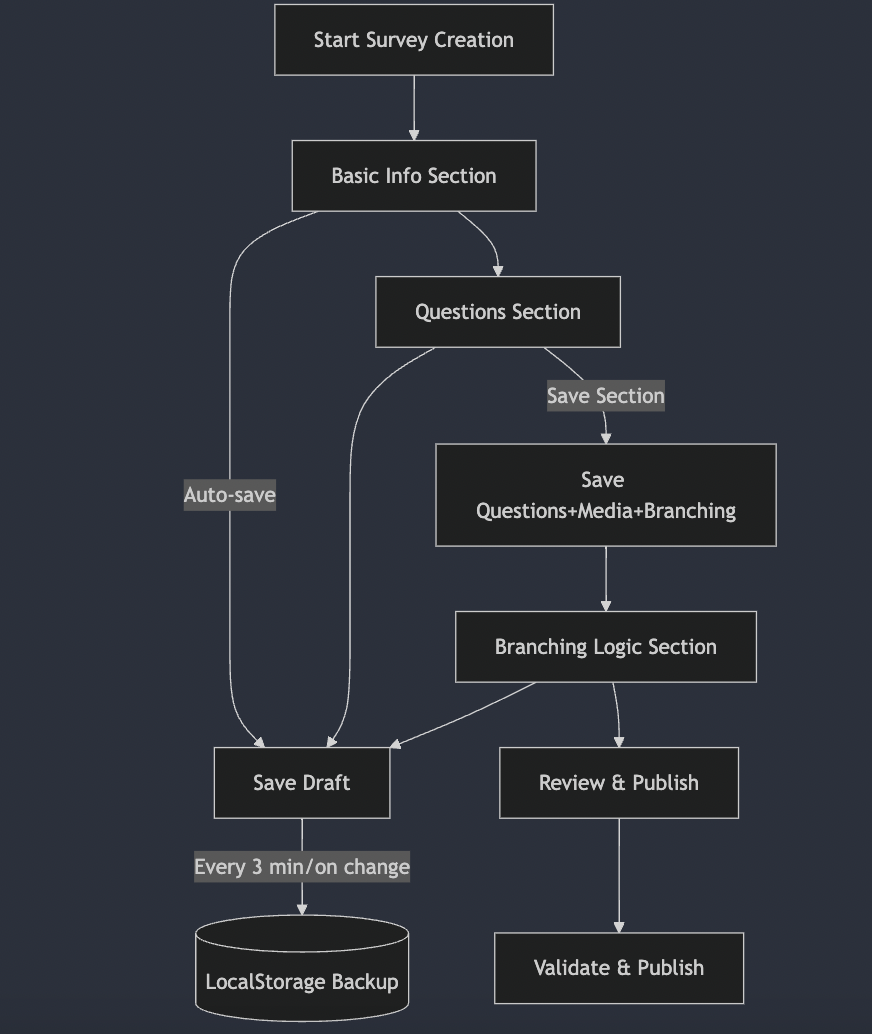 Start Survey Creation
Basic Info Section
Questions Section
Save Section
Save
Questions+Media+Branching
Auto-save
Branching Logic Section
Save Draft
Review & Publish
Every 3 min/on change
LocalStorage Backup
Validate & Publish